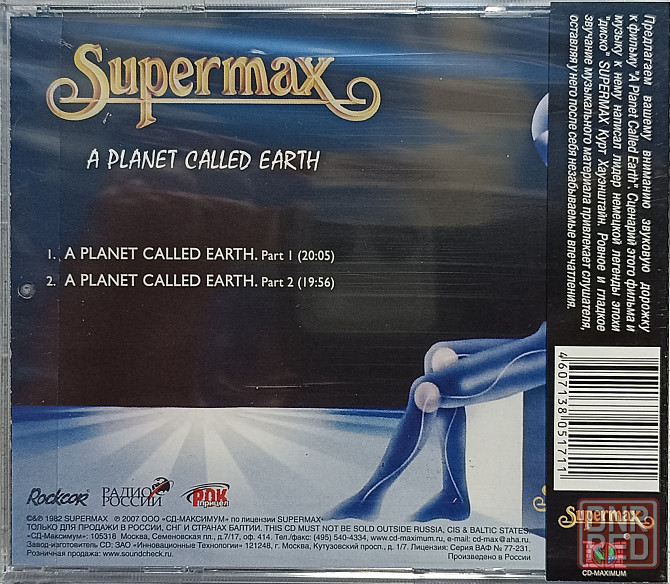 Supermax
A PLANET CALLED EARTH
1. A PLANET CALLED EARTH. Part 1 (20:05)
2. A PLANET CALLED EARTH. Part 2 (19:56)
Rockcor
РАДИО РОССИИ
РОК прицел
©&℗ 1982 SUPERMAX ℗ 2007 ООО «СД-МАКСИМУМ» по лицензии SUPERMAX
ТОЛЬКО ДЛЯ ПРОДАЖИ В РОССИИ, СНГ И СТРАНАХ БАЛТИИ. THIS CD MUST NOT BE SOLD OUTSIDE RUSSIA, CIS & BALTIC STATES.
«СД-Максимум»: 105318 Москва, Семеновская пл., д.7/17, оф. 414. Тел./факс: (495) 540-4334, www.cd-maximum.ru, e-mail: cd-max@aha.ru.
Завод-изготовитель CD: ЗАО «Инновационные Технологии» 121248, г. Москва, Кутузовский просп., д. 1/7. Лицензия: Серия ВАФ № 77-231.
Розничная продажа: www.soundcheck.ru.
Произведено в России
Предлагаем вашему вниманию звуковую дорожку
к фильму "A Planet Called Earth". Сценарий этого фильма и
музыку к нему написал лидер немецкой легенды эпохи
"диско" SUPERMAX Курт Хауэнштайн. Ровное и гладкое
звучание музыкального материала привлекает слушателя,
оставляя у него после себя незабываемые впечатления.
4607138051711
Supermax
CD-MAXIMUM
UNQ
RED